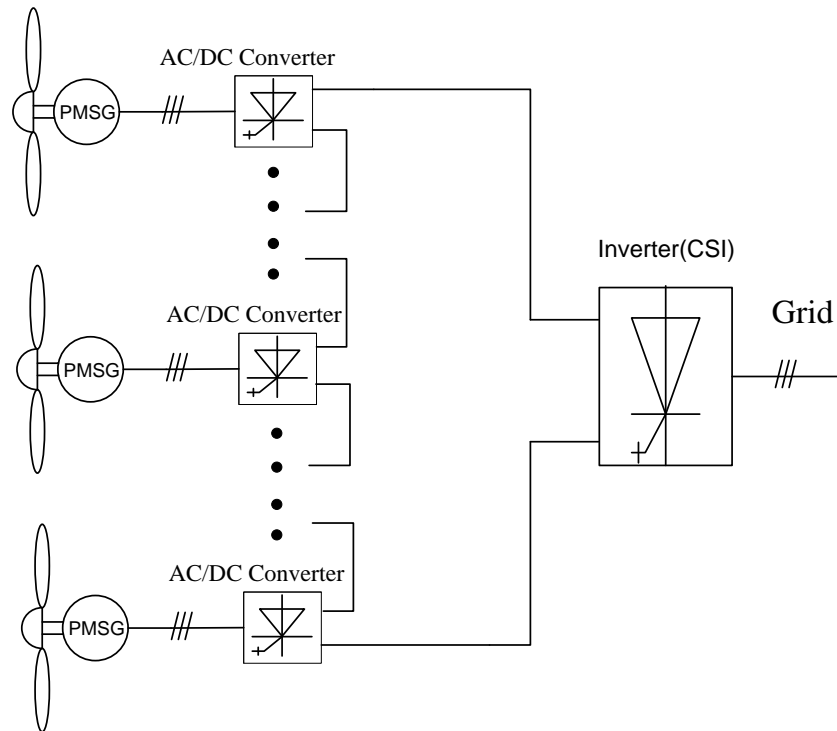 AC/DC Converter
PMSG
Inverter(CSI)
Grid
AC/DC Converter
PMSG
AC/DC Converter
PMSG